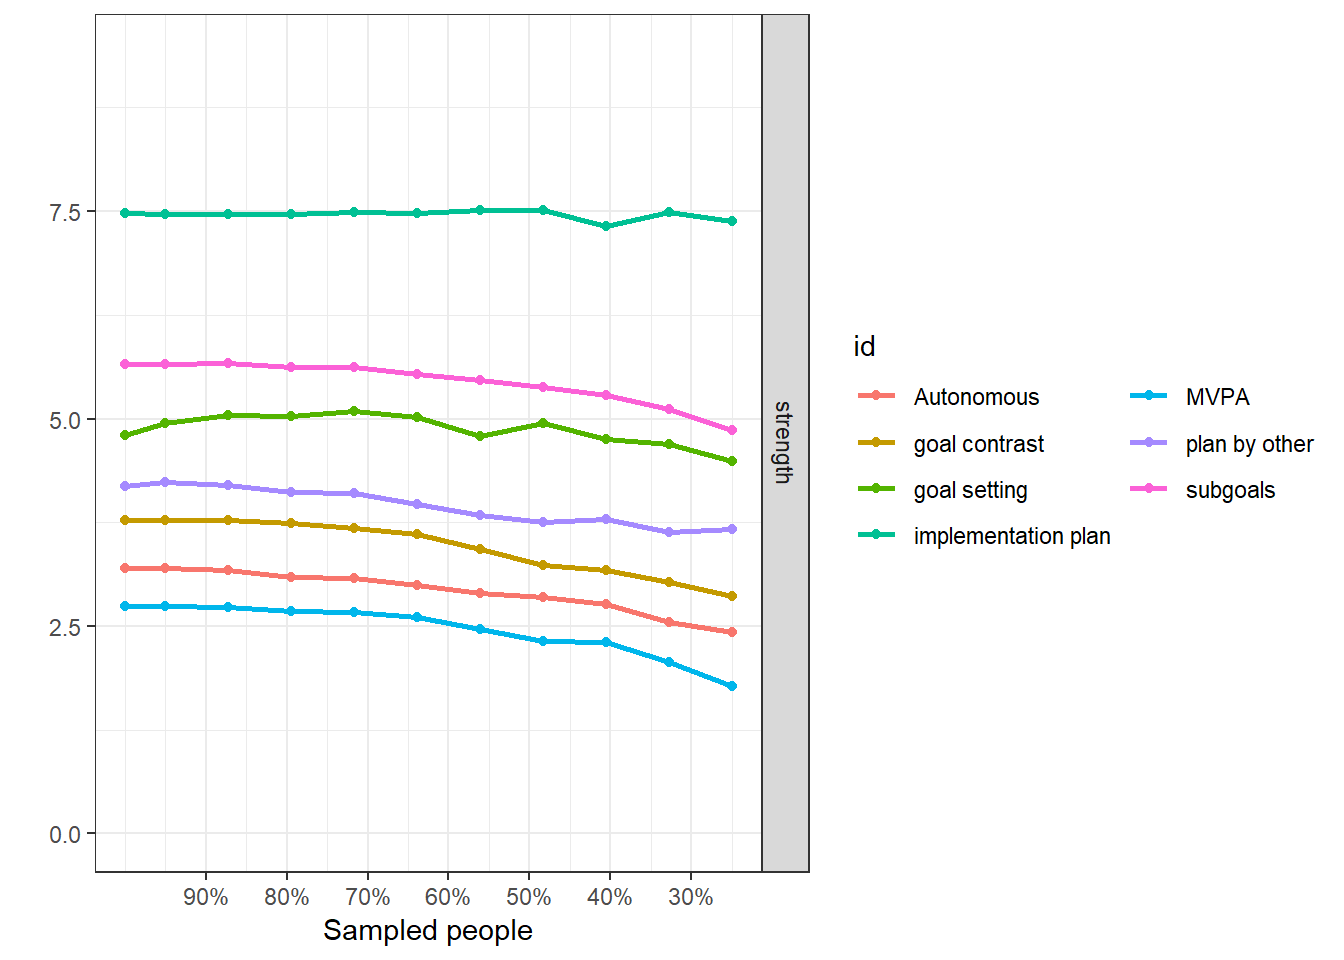 7.5
5.0
2.5
0.0
90% 80% 70% 60% 50% 40% 30%
Sampled people
strength
id
Autonomous
goal contrast
goal setting
implementation plan
MVPA
plan by other
subgoals